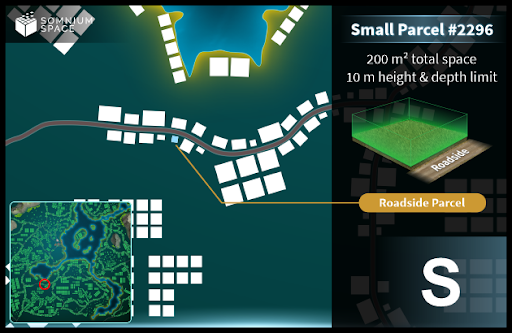 SOMNIUM
SPACE
Small Parcel #2296
200 m² total space
10 m height & depth limit
Roadside
Roadside Parcel
S